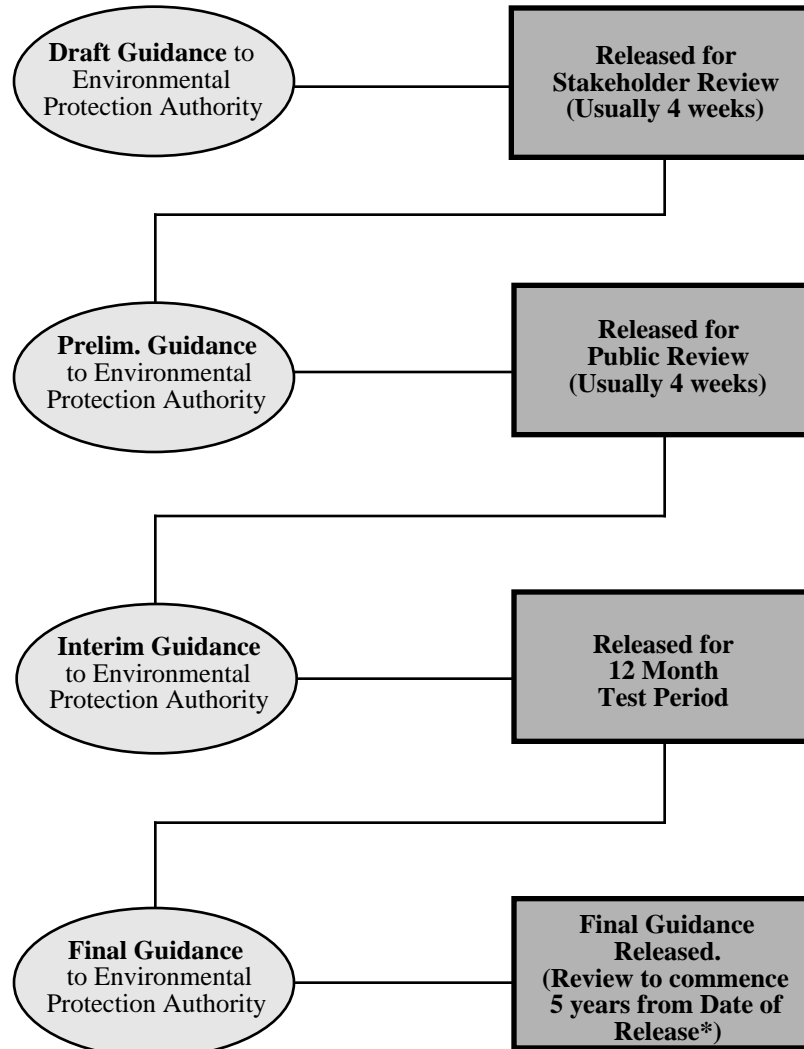 Draft Guidance to
Environmental
Protection Authority
Released for
Stakeholder Review
(Usually 4 weeks)
Prelim. Guidance
to Environmental
Protection Authority
Released for
Public Review
(Usually 4 weeks)
Interim Guidance
to Environmental
Protection Authority
Released for
12 Month
Test Period
Final Guidance
to Environmental
Protection Authority
Final Guidance
Released.
(Review to commence
5 years from Date of
Release*)